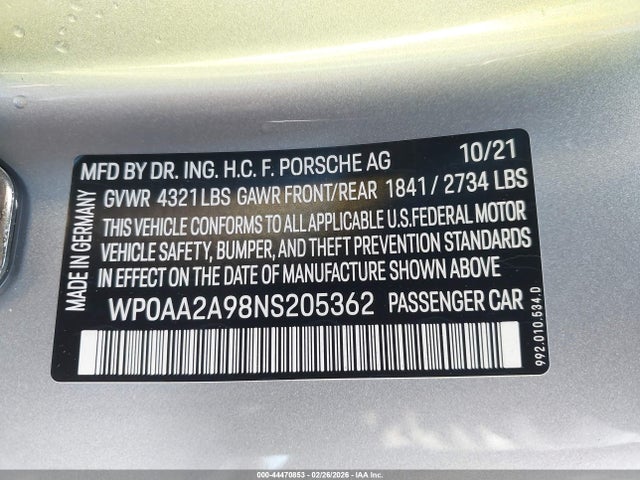 MFD BY DR. ING. H.C. F. PORSCHE AG 10/21
GVWR 4321 LBS GAWR FRONT/REAR 1841 / 2734 LBS
THIS VEHICLE CONFORMS TO ALL APPLICABLE U.S.FEDERAL MOTOR
VEHICLE SAFETY, BUMPER, AND THEFT PREVENTION STANDARDS
IN EFFECT ON THE DATE OF MANUFACTURE SHOWN ABOVE
WP0AA2A98NS205362 PASSENGER CAR
MADE IN GERMANY
992.010.534.D
000-44470853 - 02/26/2026 - IAA Inc.